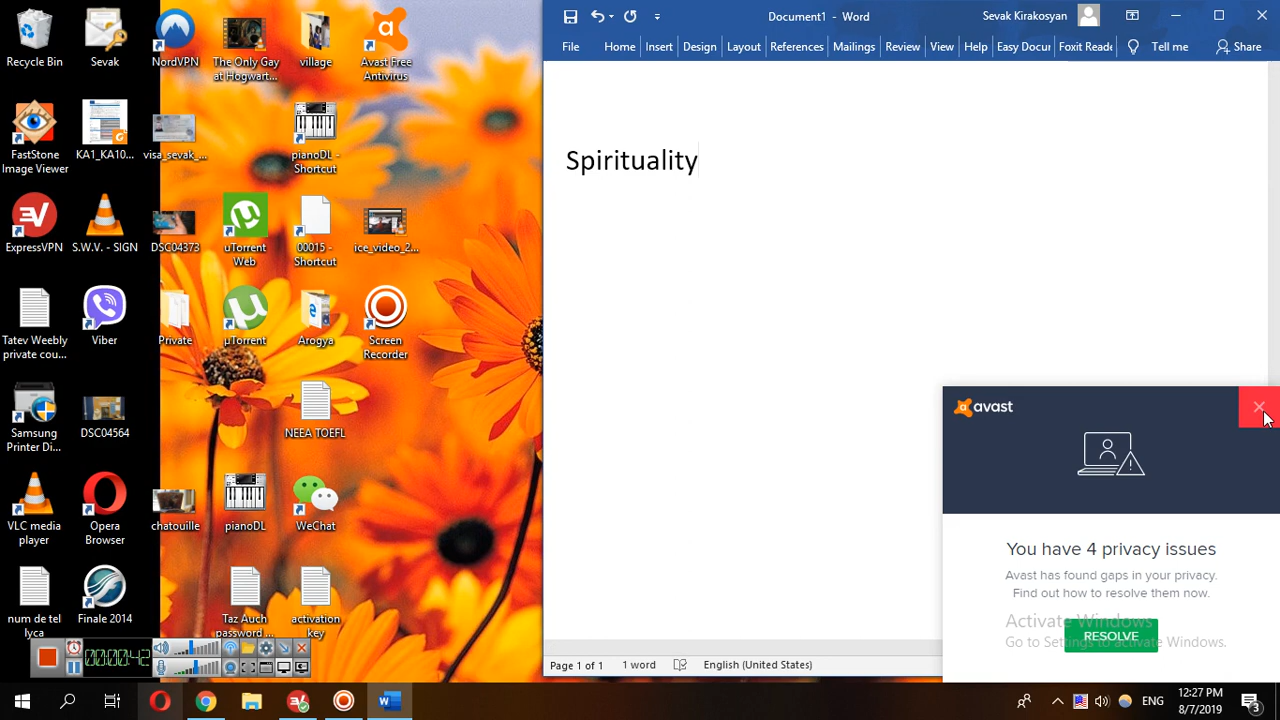 Recycle Bin
Sevak
NordVPN
The Only Gay
at Hogwart...
village
Avast Free
Antivirus
FastStone
Image Viewer
KA1_KA10...
visa_sevak_...
pianoDL -
Shortcut
ExpressVPN
S.W.V. - SIGN
DSC04373
uTorrent
Web
00015 -
Shortcut
ice_video_2...
Tatev Weebly
private cou...
Viber
Private
µTorrent
Arogya
Screen
Recorder
Samsung
Printer Di...
DSC04564
NEEA TOEFL
VLC media
player
Opera
Browser
chatouille
pianoDL
WeChat
num de tel
lyca
Finale 2014
Taz Auch
password ...
activation
key
00:00:42
Document1 - Word
Sevak Kirakosyan
File Home Insert Design Layout References Mailings Review View Help Easy Docu Foxit Read Tell me Share
Spirituality
avast
You have 4 privacy issues
Avast has found gaps in your privacy.
Find out how to resolve them now.
RESOLVE
Activate Windows
Go to Settings to activate Windows.
Page 1 of 1 1 word English (United States)
ENG
12:27 PM
8/7/2019
3